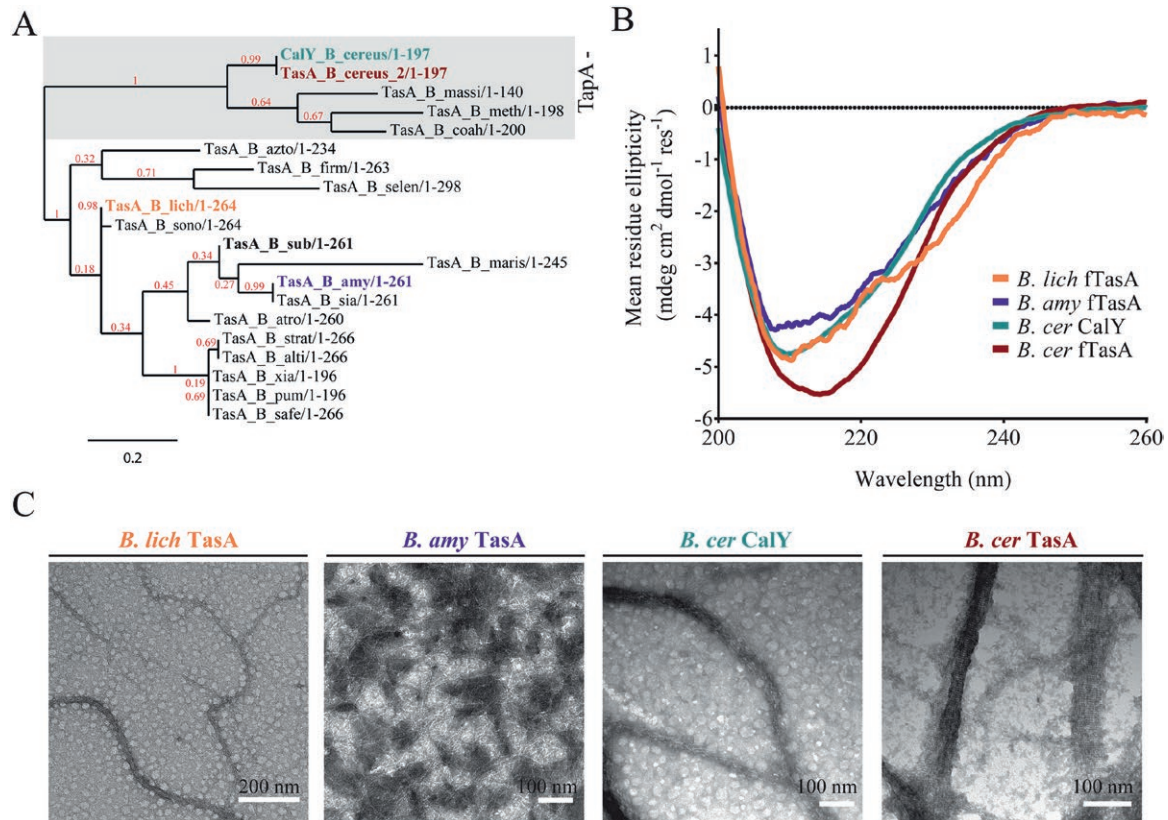 A
0.99
CalY_B_cereus/1-197
TasA_B_cereus_2/1-197
1
0.64
TasA_B_massi/1-140
0.67
TasA_B_meth/1-198
TasA_B_coah/1-200
TapA -
0.32
TasA_B_azto/1-234
0.71
TasA_B_firm/1-263
TasA_B_selen/1-298
1
0.98
TasA_B_lich/1-264
TasA_B_sono/1-264
0.18
0.34
TasA_B_sub/1-261
TasA_B_maris/1-245
0.45
0.27
0.99
TasA_B_amy/1-261
TasA_B_sia/1-261
0.34
TasA_B_atro/1-260
0.69
TasA_B_strat/1-266
TasA_B_alti/1-266
1
0.19
TasA_B_xia/1-196
0.69
TasA_B_pum/1-196
TasA_B_safe/1-266
0.2
B
Mean residue ellipticity
(mdeg cm2 dmol-1 res-1)
1
0
-1
-2
-3
-4
-5
-6
200
220
240
260
Wavelength (nm)
B. lich fTasA
B. amy fTasA
B. cer CalY
B. cer fTasA
C
B. lich TasA
B. amy TasA
B. cer CalY
B. cer TasA
200 nm
100 nm
100 nm
100 nm